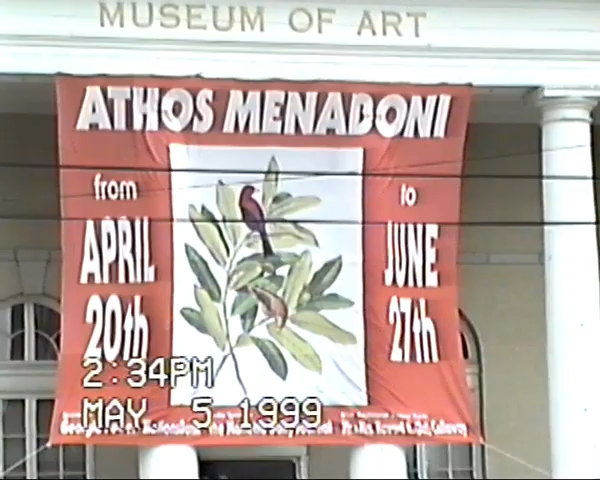 MUSEUM OF ART
ATHOS MENABONI
from
APRIL
20th
to
JUNE
27th
2:34PM
MAY 5 1999